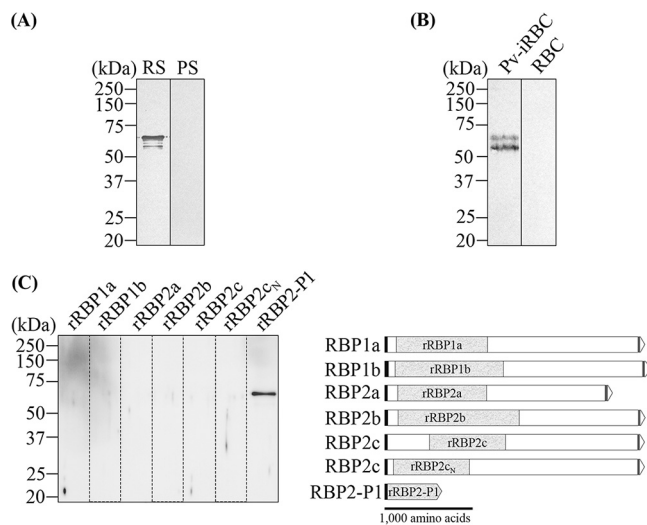 (A)
(kDa) RS PS
250
150
75
50
37
25
20
(B)
(kDa) Pv-iRBC RBC
250
150
75
50
37
25
20
(C)
(kDa) rRBP1a rRBP1b rRBP2a rRBP2b rRBP2c rRBP2cN rRBP2-P1
250
150
75
50
37
25
20
RBP1a rRBP1a
RBP1b rRBP1b
RBP2a rRBP2a
RBP2b rRBP2b
RBP2c rRBP2c
RBP2c rRBP2cN
RBP2-P1 rRBP2-P1
1,000 amino acids